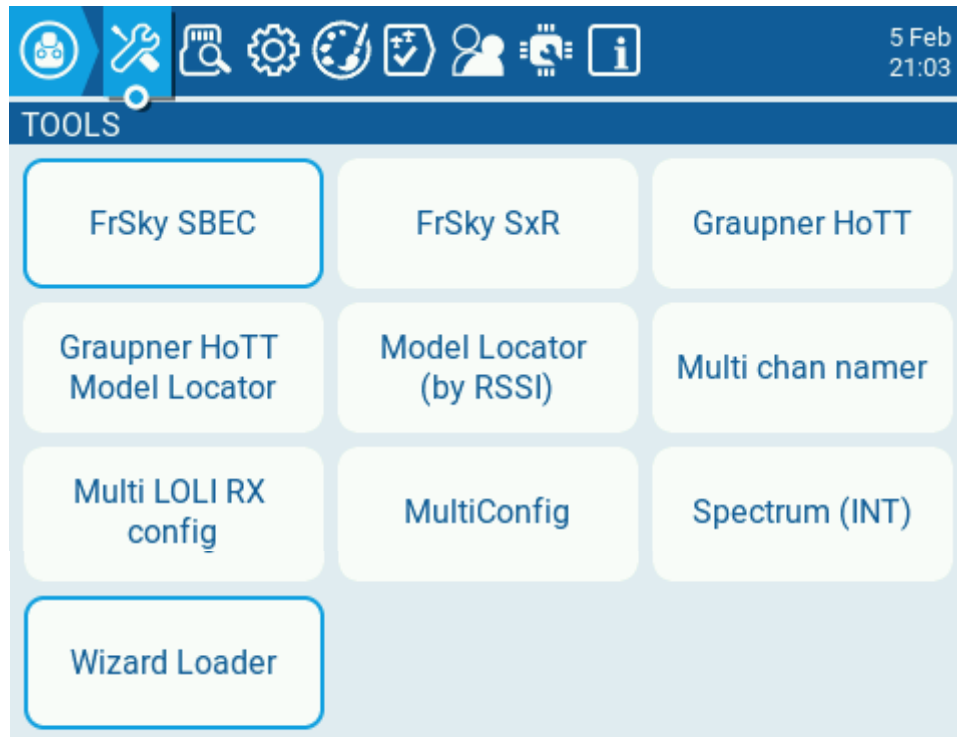 5 Feb
21:03
TOOLS
FrSky SBEC
FrSky SxR
Graupner HoTT
Graupner HoTT
Model Locator
Model Locator
(by RSSI)
Multi chan namer
Multi LOLI RX
config
MultiConfig
Spectrum (INT)
Wizard Loader